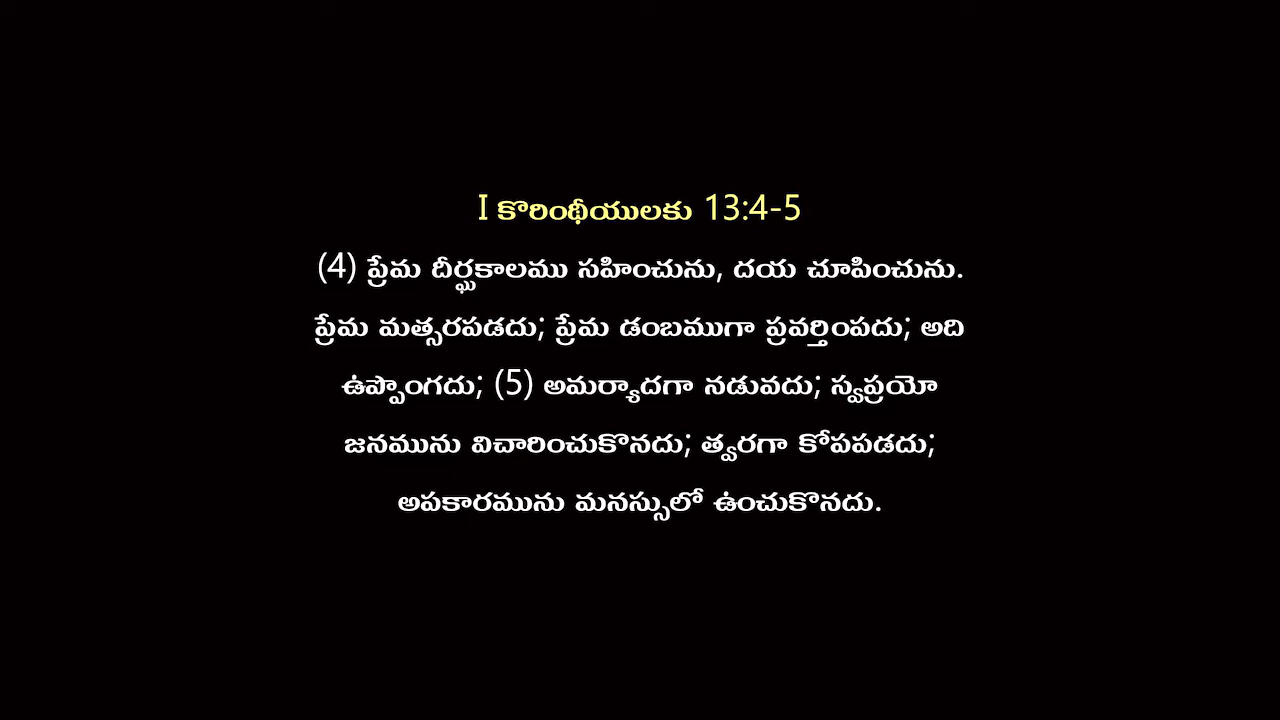 I కొరింథీయులకు 13:4-5
(4) ప్రేమ దీర్ఘకాలము సహించును, దయ చూపించును.
ప్రేమ మత్సరపడదు; ప్రేమ డంబముగా ప్రవర్తింపదు; అది
ఉప్పొంగదు; (5) అమర్యాదగా నడువదు; స్వప్రయో
జనమును విచారించుకొనదు; త్వరగా కోపపడదు;
అపకారమును మనస్సులో ఉంచుకొనదు.